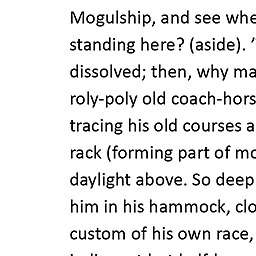 Mogulship, and see whe
standing here? (aside). ’
dissolved; then, why ma
roly-poly old coach-hors
tracing his old courses a
rack (forming part of mo
daylight above. So deep
him in his hammock, clo
custom of his own race,